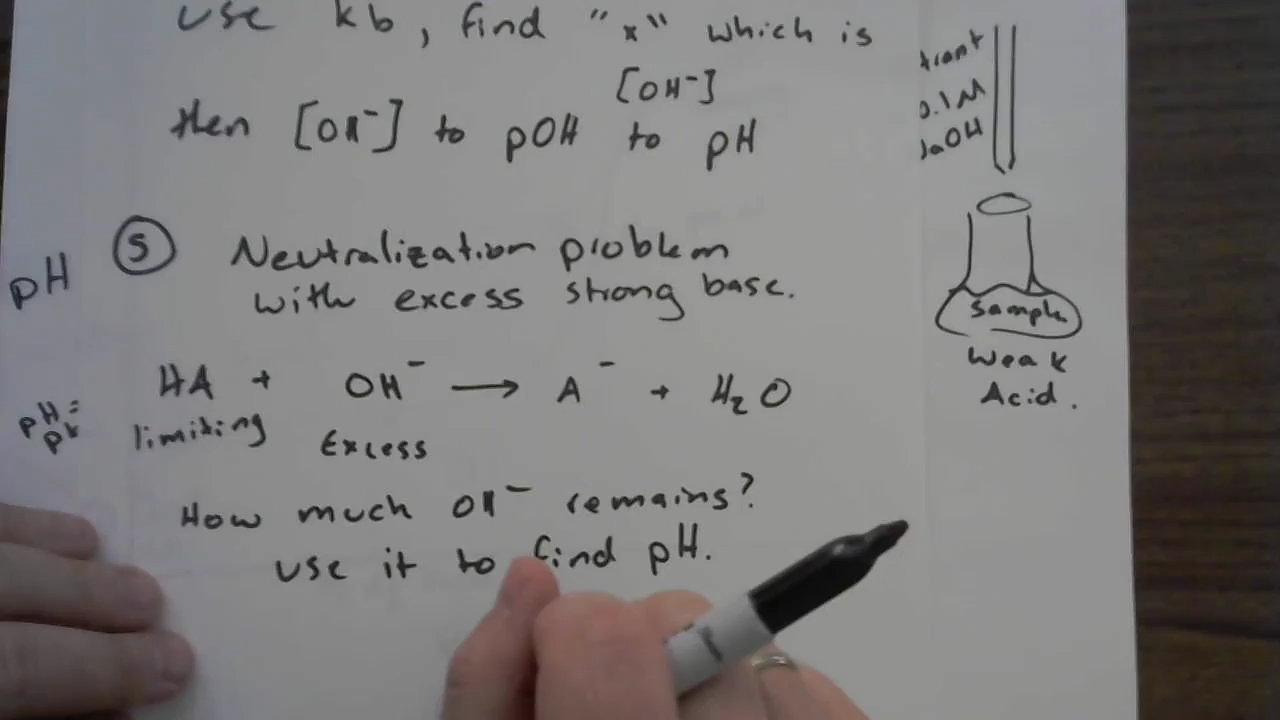 use kb, find "x" which is
[OH⁻]
then [OH⁻] to pOH to pH
5 Neutralization problem
with excess strong base.
HA + OH⁻ → A⁻ + H₂O
limiting Excess
How much OH⁻ remains?
use it to find pH.
pH
pH =
trant
0.1M
NaOH
Sample
Weak
Acid.